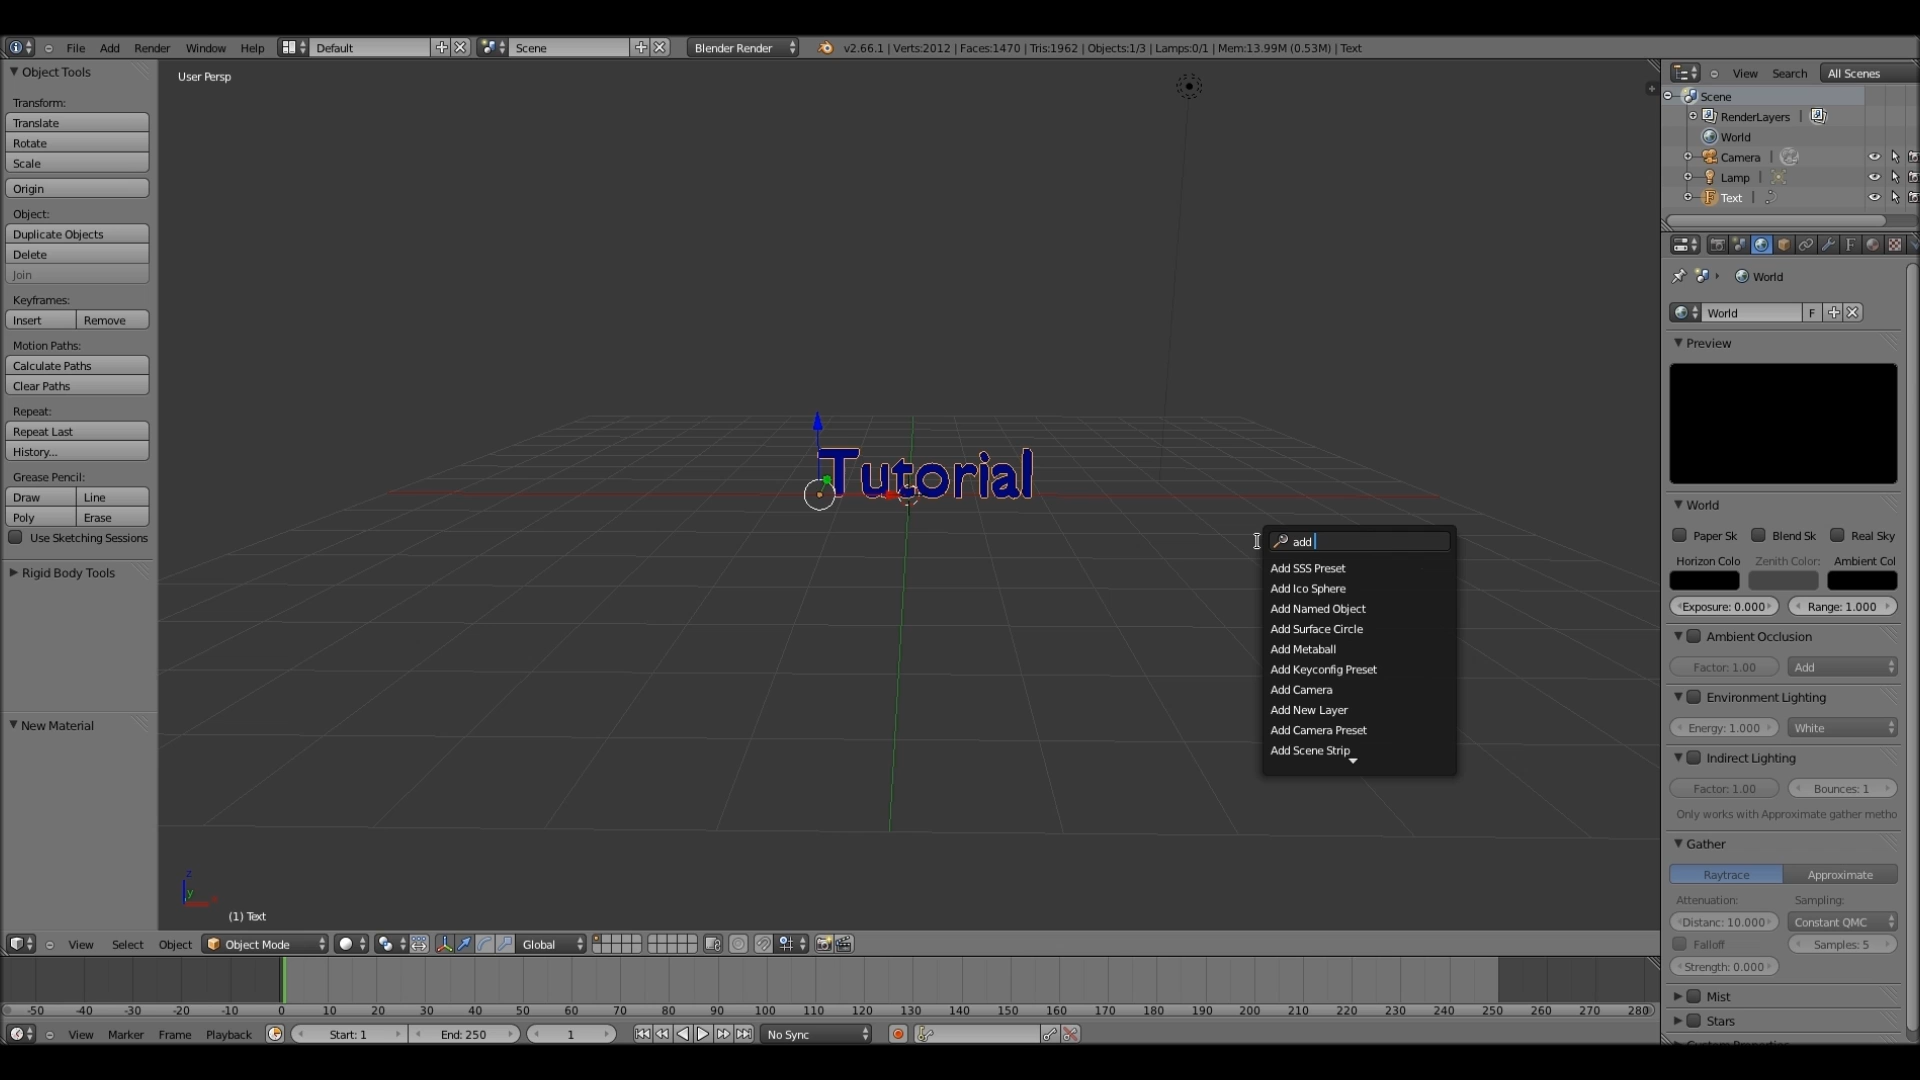 File Add Render Window Help Default Scene Blender Render v2.66.1 | Verts:2012 | Faces:1470 | Tris:1962 | Objects:1/3 | Lamps:0/1 | Mem:13.99M (0.53M) | Text
Object Tools
Transform:
Translate
Rotate
Scale
Origin
Object:
Duplicate Objects
Delete
Join
Keyframes:
Insert Remove
Motion Paths:
Calculate Paths
Clear Paths
Repeat:
Repeat Last
History...
Grease Pencil:
Draw Line
Poly Erase
Use Sketching Sessions
Rigid Body Tools
New Material
User Persp
Tutorial
add
Add SSS Preset
Add Ico Sphere
Add Named Object
Add Surface Circle
Add Metaball
Add Keyconfig Preset
Add Camera
Add New Layer
Add Camera Preset
Add Scene Strip
z
y
(1) Text
View Select Object Object Mode Global
-50 -40 -30 -20 -10 0 10 20 30 40 50 60 70 80 90 100 110 120 130 140 150 160 170 180 190 200 210 220 230 240 250 260 270 280
View Marker Frame Playback Start: 1 End: 250 1 No Sync
View Search All Scenes
Scene
RenderLayers |
World
Camera |
Lamp |
Text |
World
World F
Preview
World
Paper Sk Blend Sk Real Sky
Horizon Colo Zenith Color: Ambient Col
Exposure: 0.000 Range: 1.000
Ambient Occlusion
Factor: 1.00 Add
Environment Lighting
Energy: 1.000 White
Indirect Lighting
Factor: 1.00 Bounces: 1
Only works with Approximate gather metho
Gather
Raytrace Approximate
Attenuation: Sampling:
Distanc: 10.000 Constant QMC
Falloff Samples: 5
Strength: 0.000
Mist
Stars